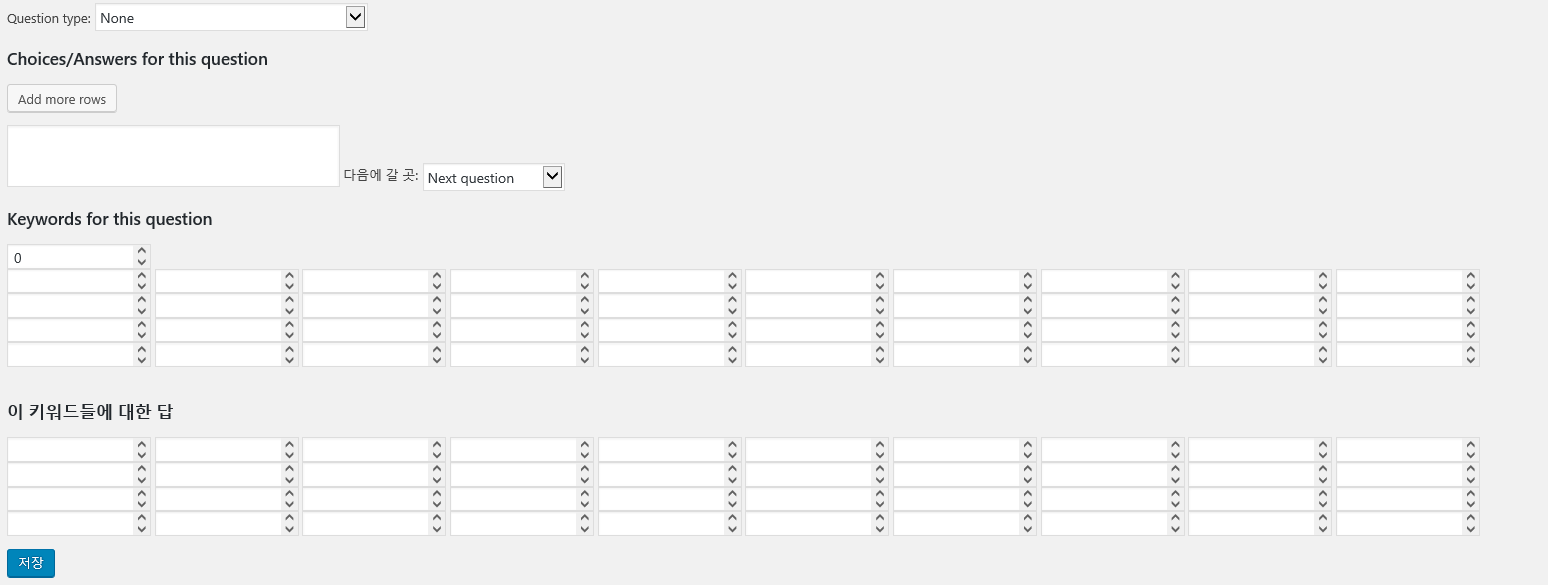 Question type: None
Choices/Answers for this question
Add more rows
다음에 갈 곳: Next question
Keywords for this question
0
이 키워드들에 대한 답
저장